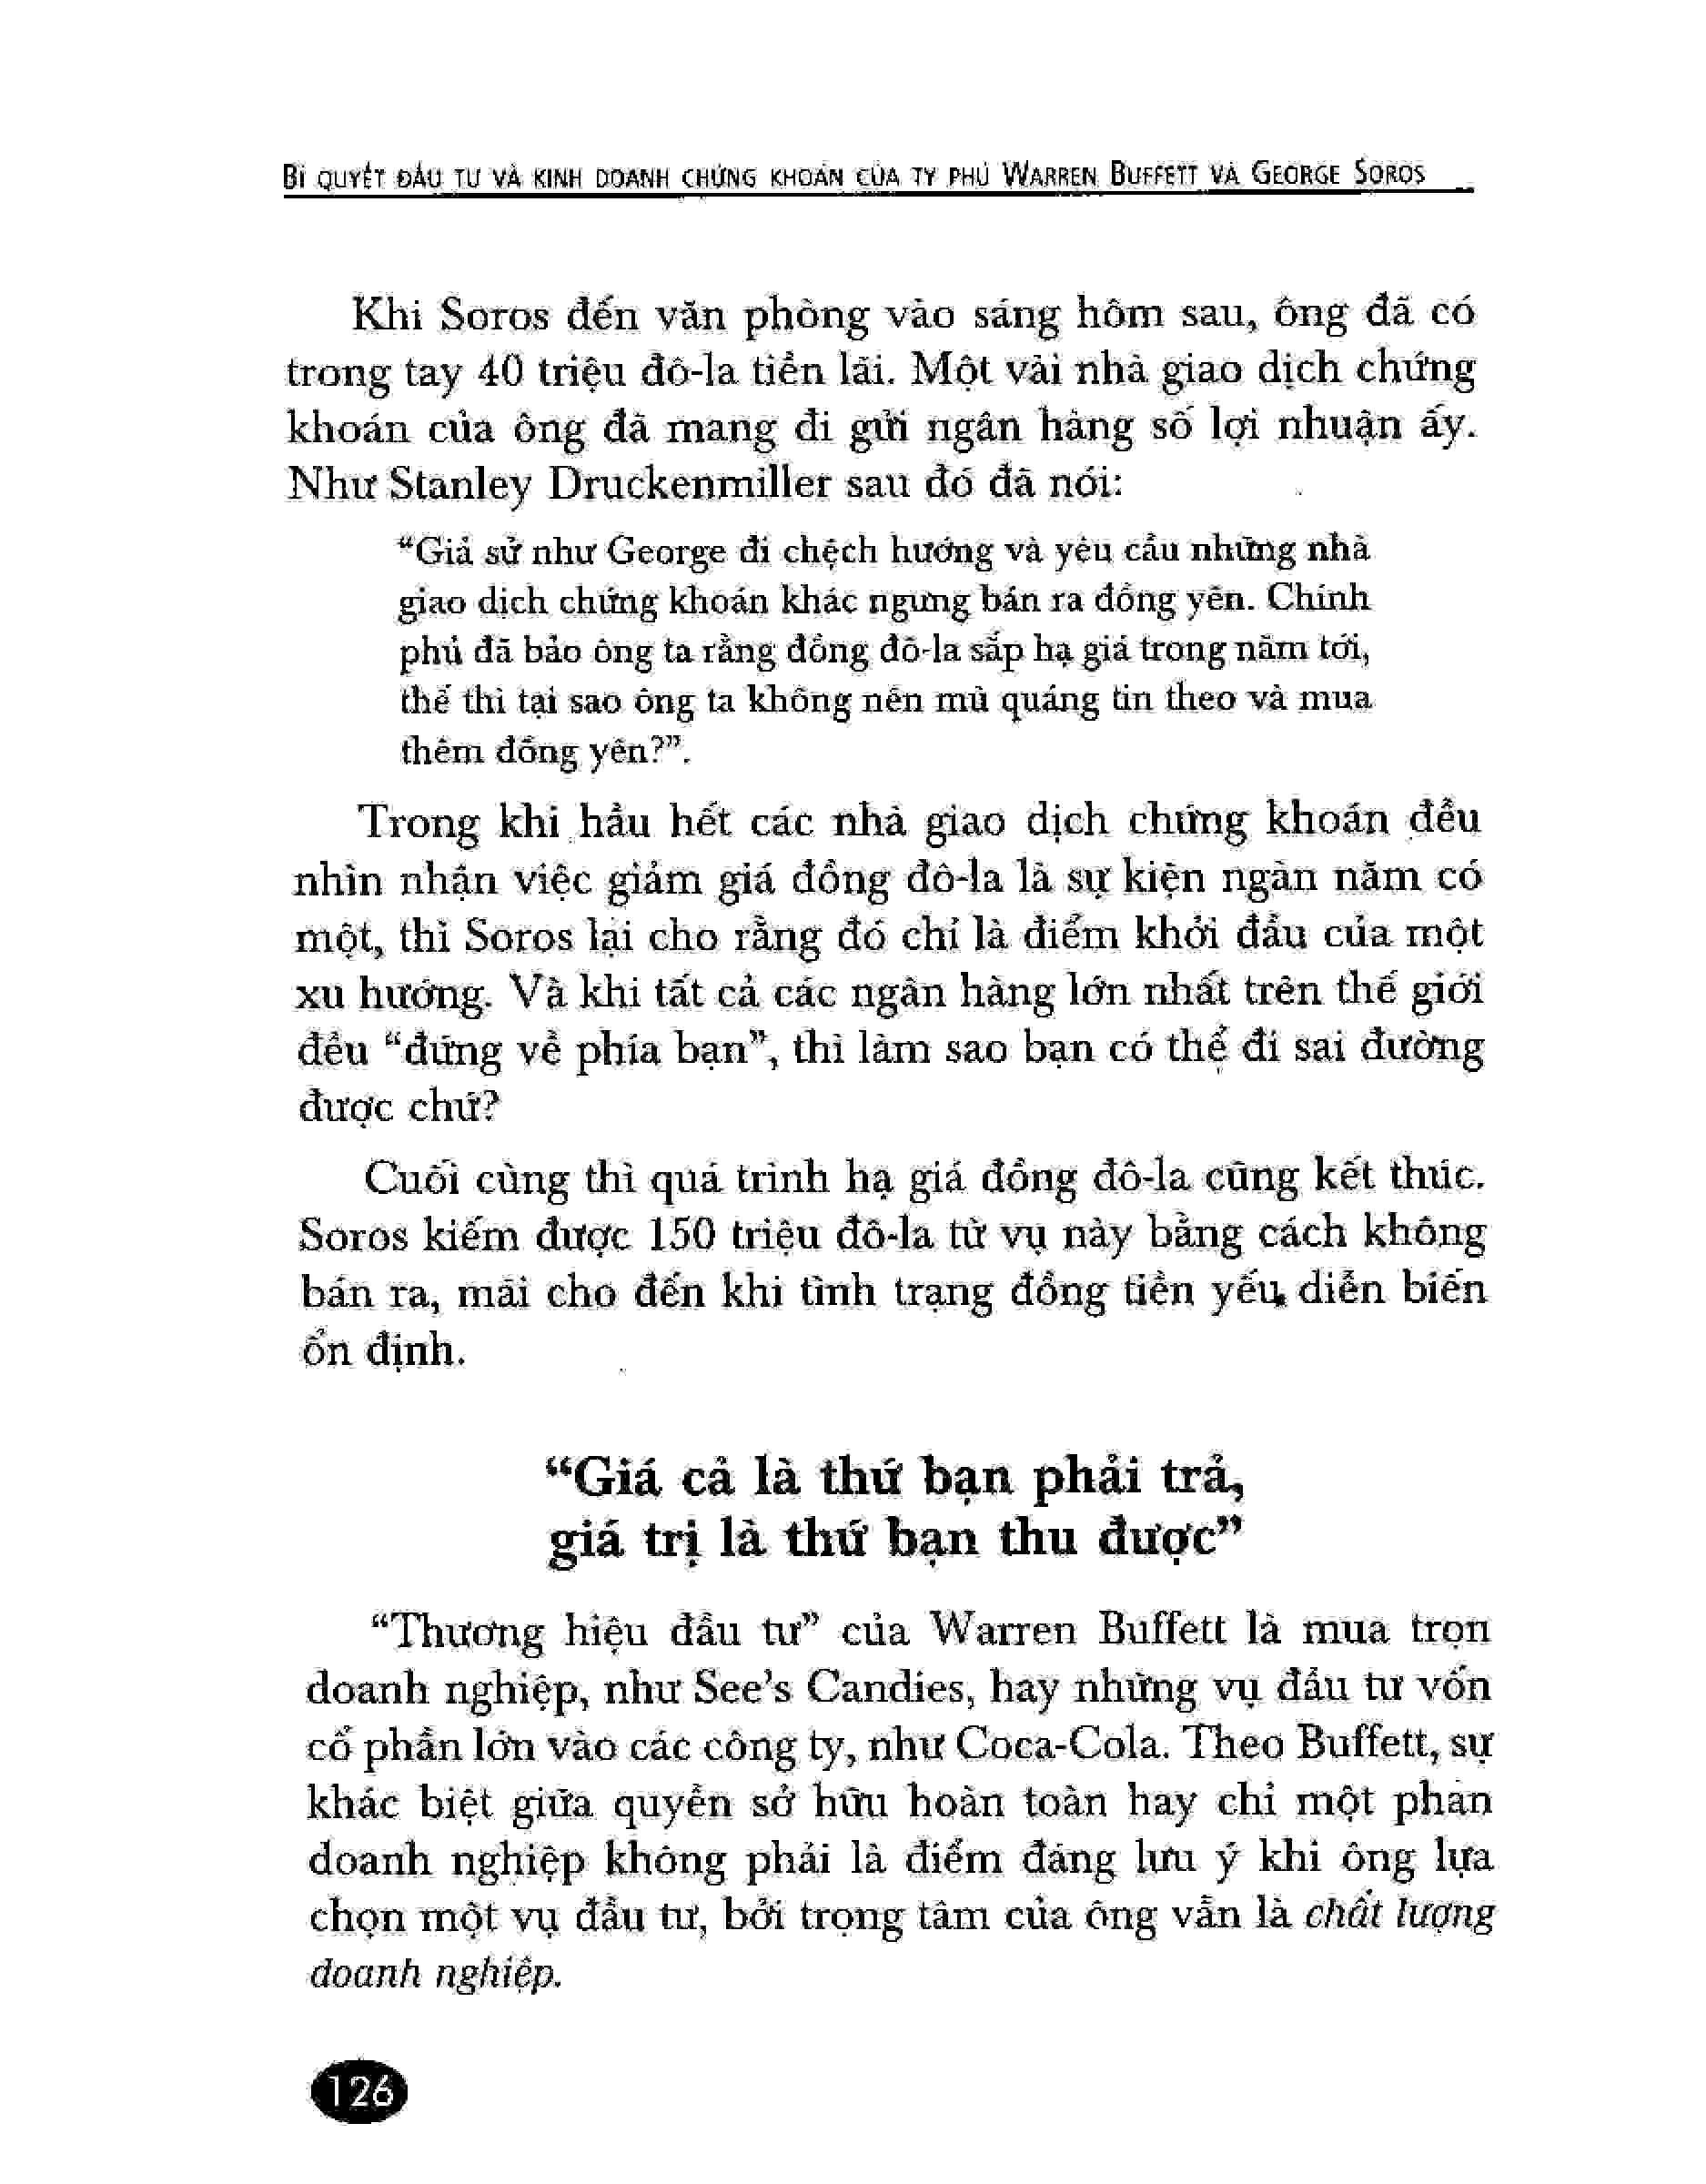 BÍ QUYẾT ĐẦU TƯ VÀ KINH DOANH CHỨNG KHOÁN CỦA TỶ PHÚ WARREN BUFFETT VÀ GEORGE SOROS
Khi Soros đến văn phòng vào sáng hôm sau, ông đã có
trong tay 40 triệu đô-la tiền lãi. Một vài nhà giao dịch chứng
khoán của ông đã mang đi gửi ngân hàng số lợi nhuận ấy.
Như Stanley Druckenmiller sau đó đã nói:
“Giả sử như George đi chệch hướng và yêu cầu những nhà
giao dịch chứng khoán khác ngưng bán ra đồng yên. Chính
phủ đã bảo ông ta rằng đồng đô-la sắp hạ giá trong năm tới,
thế thì tại sao ông ta không nên mù quáng tin theo và mua
thêm đồng yên?”.
Trong khi hầu hết các nhà giao dịch chứng khoán đều
nhìn nhận việc giảm giá đồng đô-la là sự kiện ngàn năm có
một, thì Soros lại cho rằng đó chỉ là điểm khởi đầu của một
xu hướng. Và khi tất cả các ngân hàng lớn nhất trên thế giới
đều “đứng về phía bạn”, thì làm sao bạn có thể đi sai đường
được chứ?
Cuối cùng thì quá trình hạ giá đồng đô-la cũng kết thúc.
Soros kiếm được 150 triệu đô-la từ vụ này bằng cách không
bán ra, mãi cho đến khi tình trạng đồng tiền yếu diễn biến
ổn định.
“Giá cả là thứ bạn phải trả,
giá trị là thứ bạn thu được”
“Thương hiệu đầu tư” của Warren Buffett là mua trọn
doanh nghiệp, như See’s Candies, hay những vụ đầu tư vốn
cổ phần lớn vào các công ty, như Coca-Cola. Theo Buffett, sự
khác biệt giữa quyền sở hữu hoàn toàn hay chỉ một phần
doanh nghiệp không phải là điểm đáng lưu ý khi ông lựa
chọn một vụ đầu tư, bởi trọng tâm của ông vẫn là chất lượng
doanh nghiệp.
126